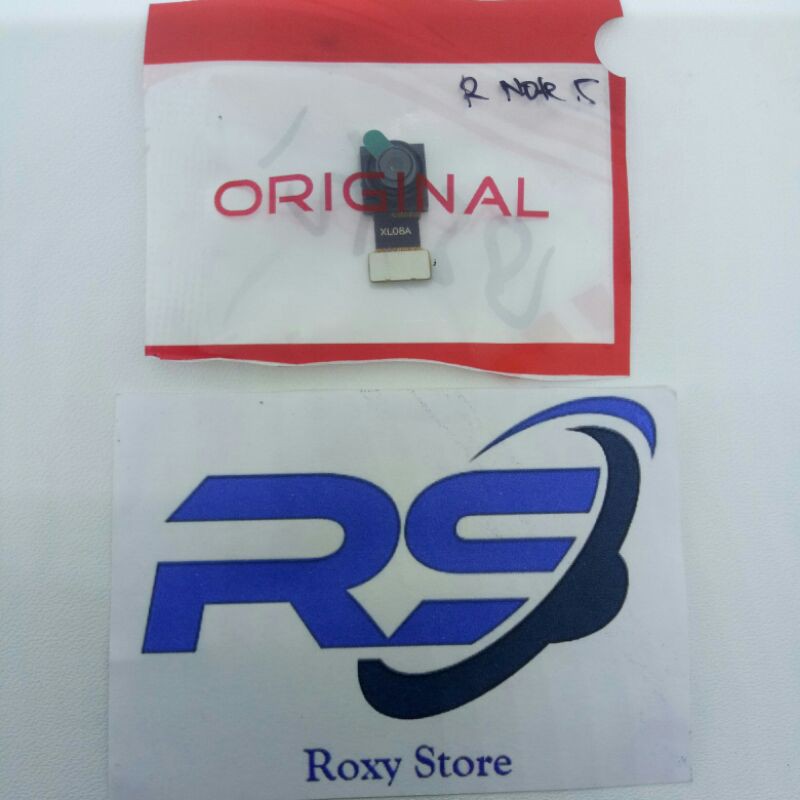 R Note 5
ORIGINAL
XL08A
RS
Roxy Store